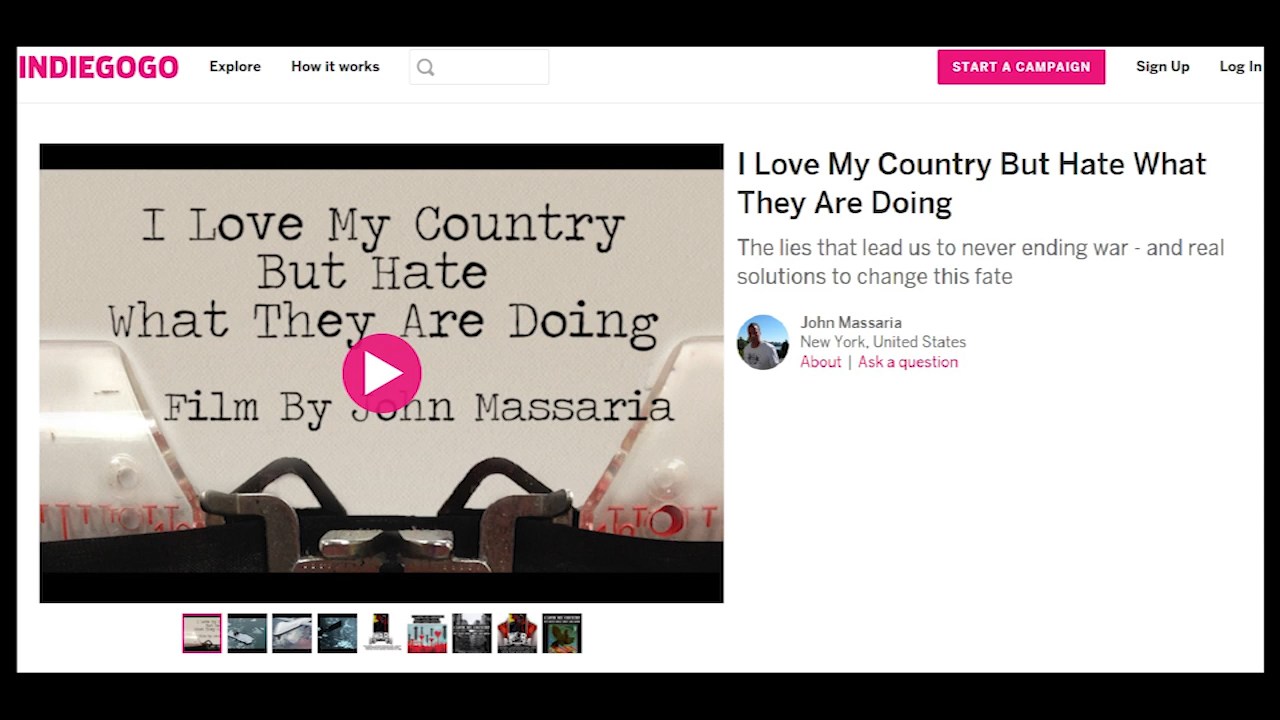 INDIEGOGO Explore How it works START A CAMPAIGN Sign Up Log In
I Love My Country
But Hate
What They Are Doing
Film By John Massaria
I Love My Country But Hate What
They Are Doing
The lies that lead us to never ending war - and real
solutions to change this fate
John Massaria
New York, United States
About | Ask a question